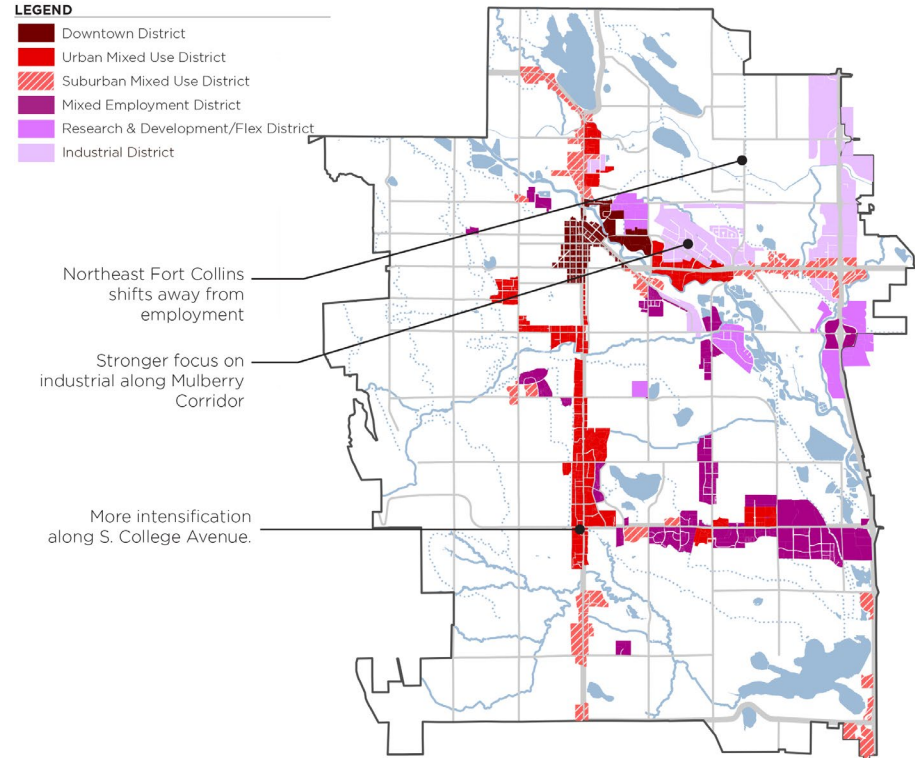 LEGEND
Downtown District
Urban Mixed Use District
Suburban Mixed Use District
Mixed Employment District
Research & Development/Flex District
Industrial District
Northeast Fort Collins
shifts away from
employment
Stronger focus on
industrial along Mulberry
Corridor
More intensification
along S. College Avenue.